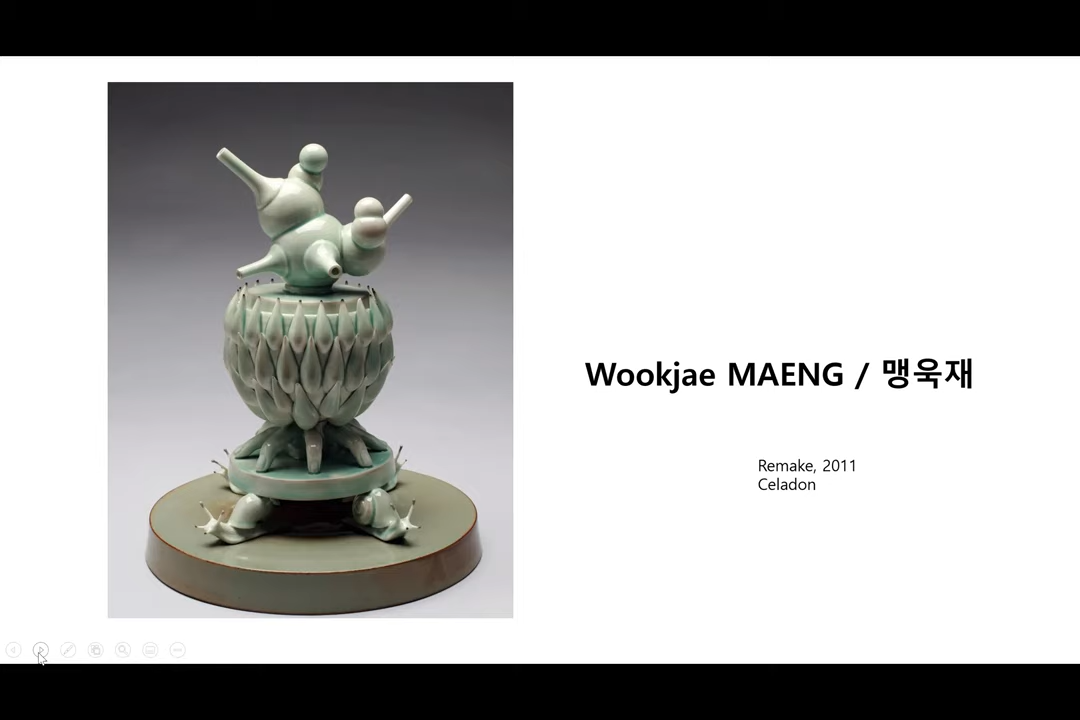 Wookjae MAENG / 맹욱재
Remake, 2011
Celadon